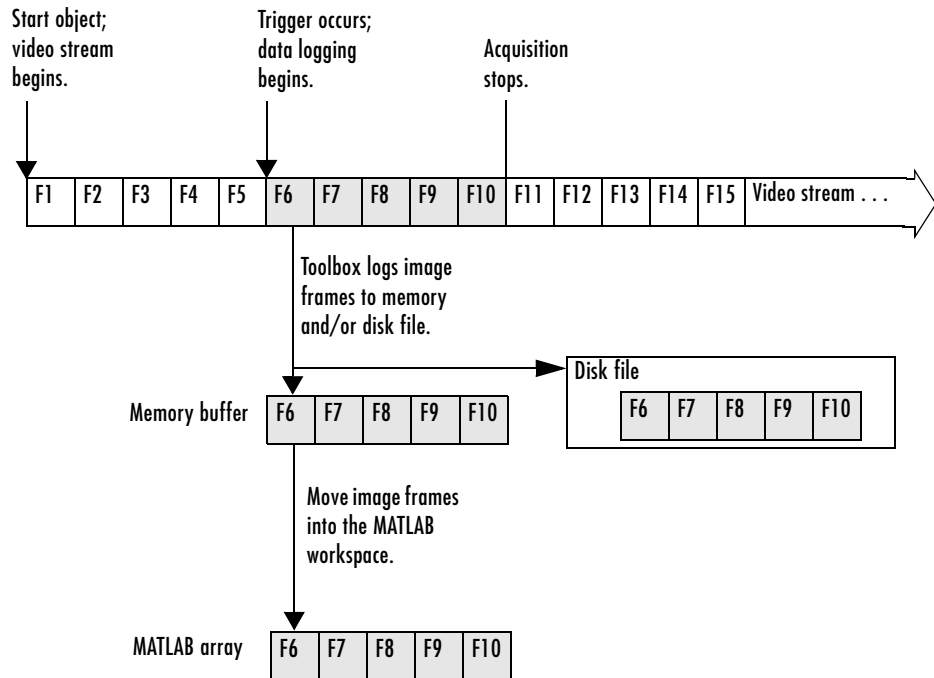 Start object;
video stream
begins.
Trigger occurs;
data logging
begins.
Acquisition
stops.
F1 F2 F3 F4 F5 F6 F7 F8 F9 F10 F11 F12 F13 F14 F15 Video stream . . .
Toolbox logs image
frames to memory
and/or disk file.
Disk file
F6 F7 F8 F9 F10
Memory buffer F6 F7 F8 F9 F10
Move image frames
into the MATLAB
workspace.
MATLAB array F6 F7 F8 F9 F10